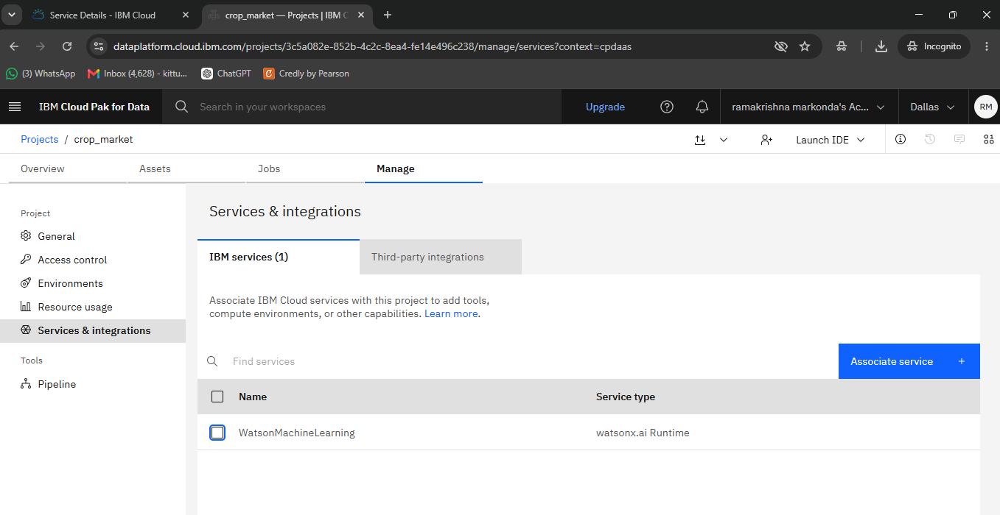 Service Details - IBM Cloud
crop_market — Projects | IBM C
dataplatform.cloud.ibm.com/projects/3c5a082e-852b-4c2c-8ea4-fe14e496c238/manage/services?context=cpdaas
Incognito
(3) WhatsApp
Inbox (4,628) - kittu...
ChatGPT
Credly by Pearson
IBM Cloud Pak for Data
Search in your workspaces
Upgrade
ramakrishna markonda's Ac...
Dallas
RM
Projects / crop_market
Launch IDE
Overview
Assets
Jobs
Manage
Project
General
Access control
Environments
Resource usage
Services & integrations
Tools
Pipeline
Services & integrations
IBM services (1)
Third-party integrations
Associate IBM Cloud services with this project to add tools,
compute environments, or other capabilities. Learn more.
Find services
Associate service +
Name
Service type
WatsonMachineLearning
watsonx.ai Runtime